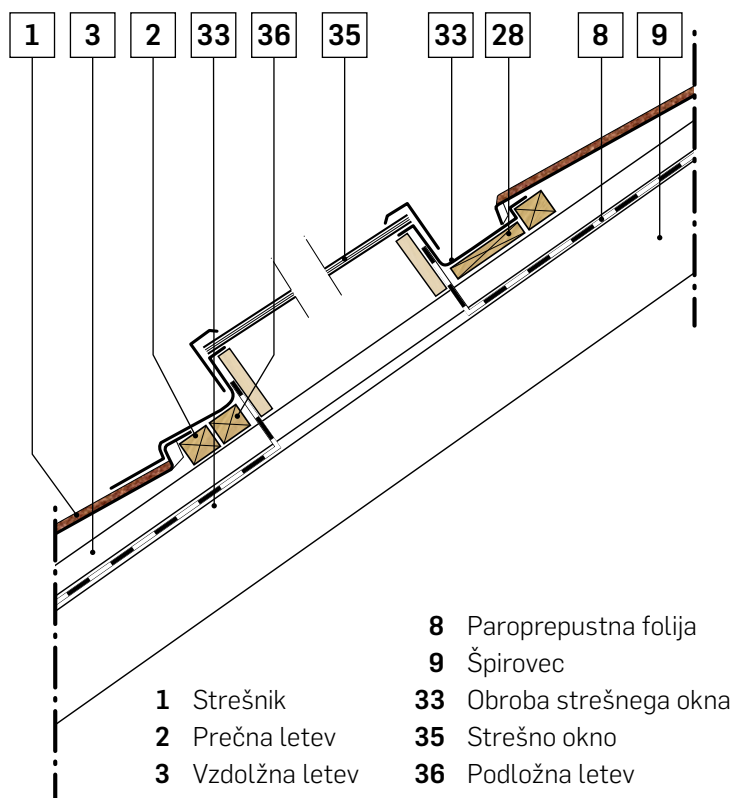 1 3 2 33 36 35 33 28 8 9
1 Strešnik
2 Prečna letev
3 Vzdolžna letev
8 Paroprepustna folija
9 Špirovec
33 Obroba strešnega okna
35 Strešno okno
36 Podložna letev